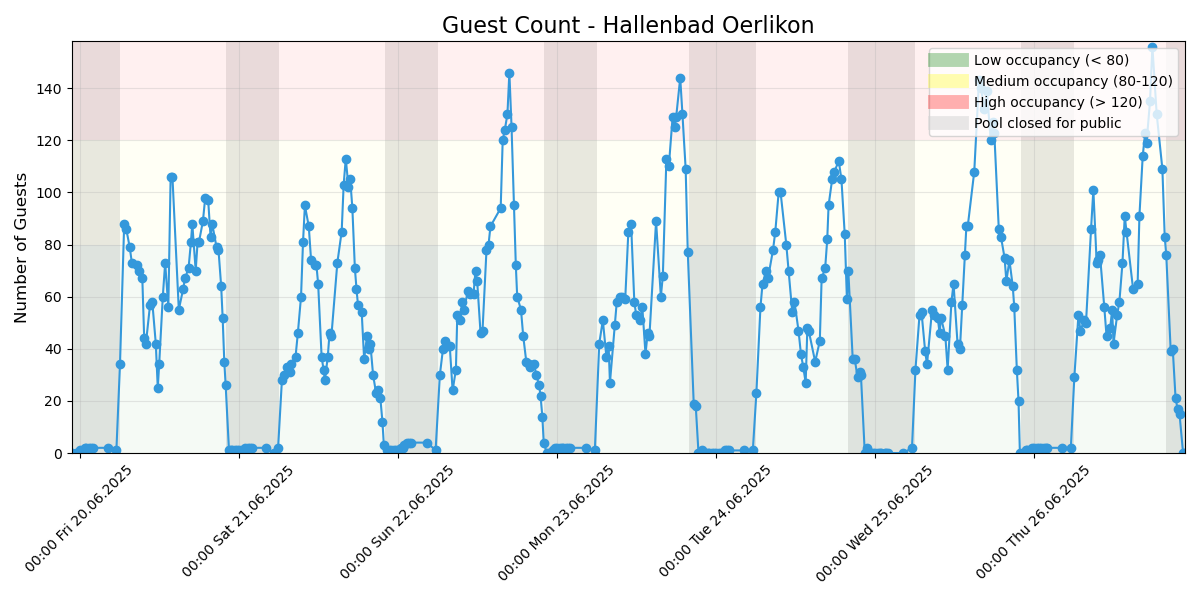 Guest Count - Hallenbad Oerlikon
Number of Guests
140
120
100
80
60
40
20
0
Low occupancy (< 80)
Medium occupancy (80-120)
High occupancy (> 120)
Pool closed for public
00:00 Fri 20.06.2025
00:00 Sat 21.06.2025
00:00 Sun 22.06.2025
00:00 Mon 23.06.2025
00:00 Tue 24.06.2025
00:00 Wed 25.06.2025
00:00 Thu 26.06.2025